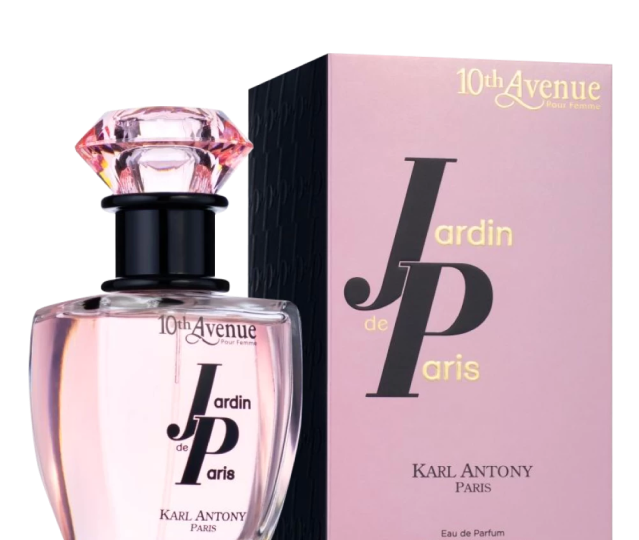 10th Avenue
Pour Femme
Jardin
de
Paris
KARL ANTONY
PARIS
Eau de Parfum
10th Avenue
Pour Femme
Jardin
de
Paris
KARL ANTONY
PARIS